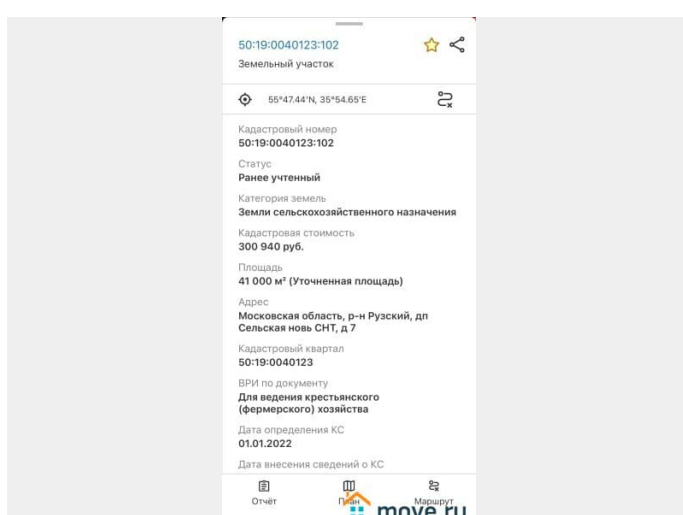 50:19:0040123:102
Земельный участок
55°47.44'N, 35°54.65'E
Кадастровый номер
50:19:0040123:102
Статус
Ранее учтенный
Категория земель
Земли сельскохозяйственного назначения
Кадастровая стоимость
300 940 руб.
Площадь
41 000 м² (Уточненная площадь)
Адрес
Московская область, р-н Рузский, дп
Сельская новь СНТ, д 7
Кадастровый квартал
50:19:0040123
ВРИ по документу
Для ведения крестьянского
(фермерского) хозяйства
Дата определения КС
01.01.2022
Дата внесения сведений о КС
Отчёт План Маршрут
move.ru